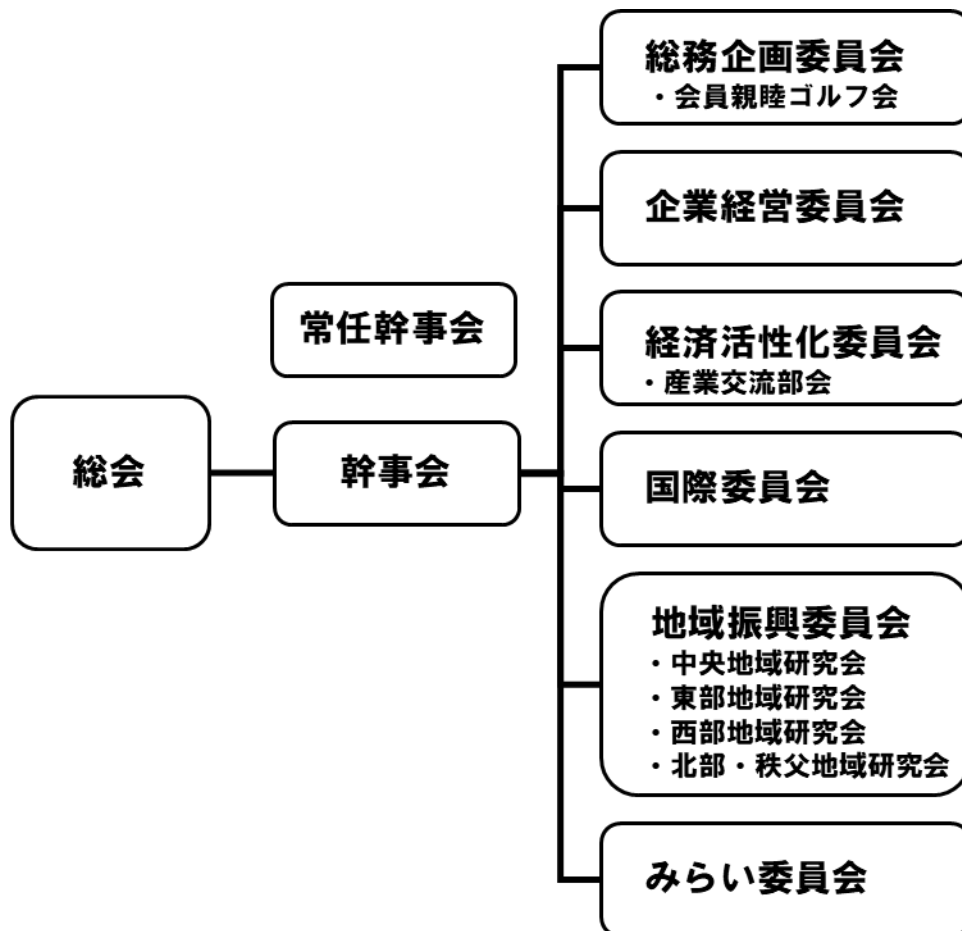 総会
常任幹事会
幹事会
総務企画委員会
・会員親睦ゴルフ会
企業経営委員会
経済活性化委員会
・産業交流部会
国際委員会
地域振興委員会
・中央地域研究会
・東部地域研究会
・西部地域研究会
・北部・秩父地域研究会
みらい委員会